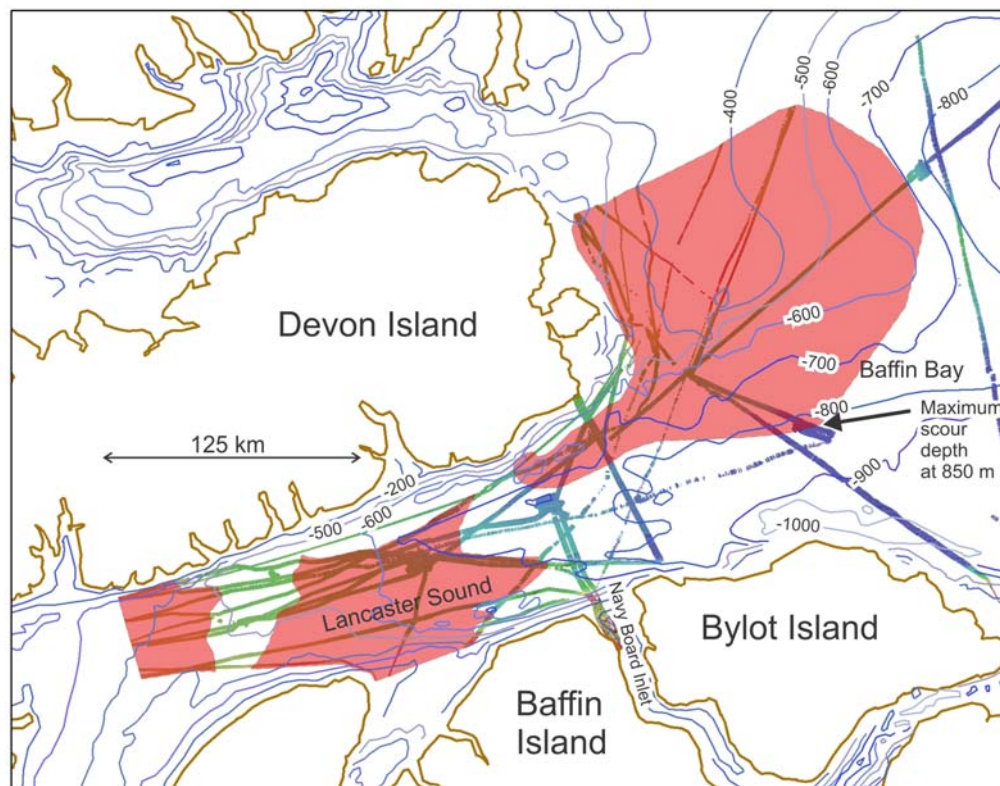 -400
-500
-600
-700
-800
Devon Island
-600
-700
Baffin Bay
-800
Maximum
scour
depth
at 850 m
125 km
-200
-500
-600
-900
-1000
Lancaster Sound
Navy Board Inlet
Bylot Island
Baffin
Island